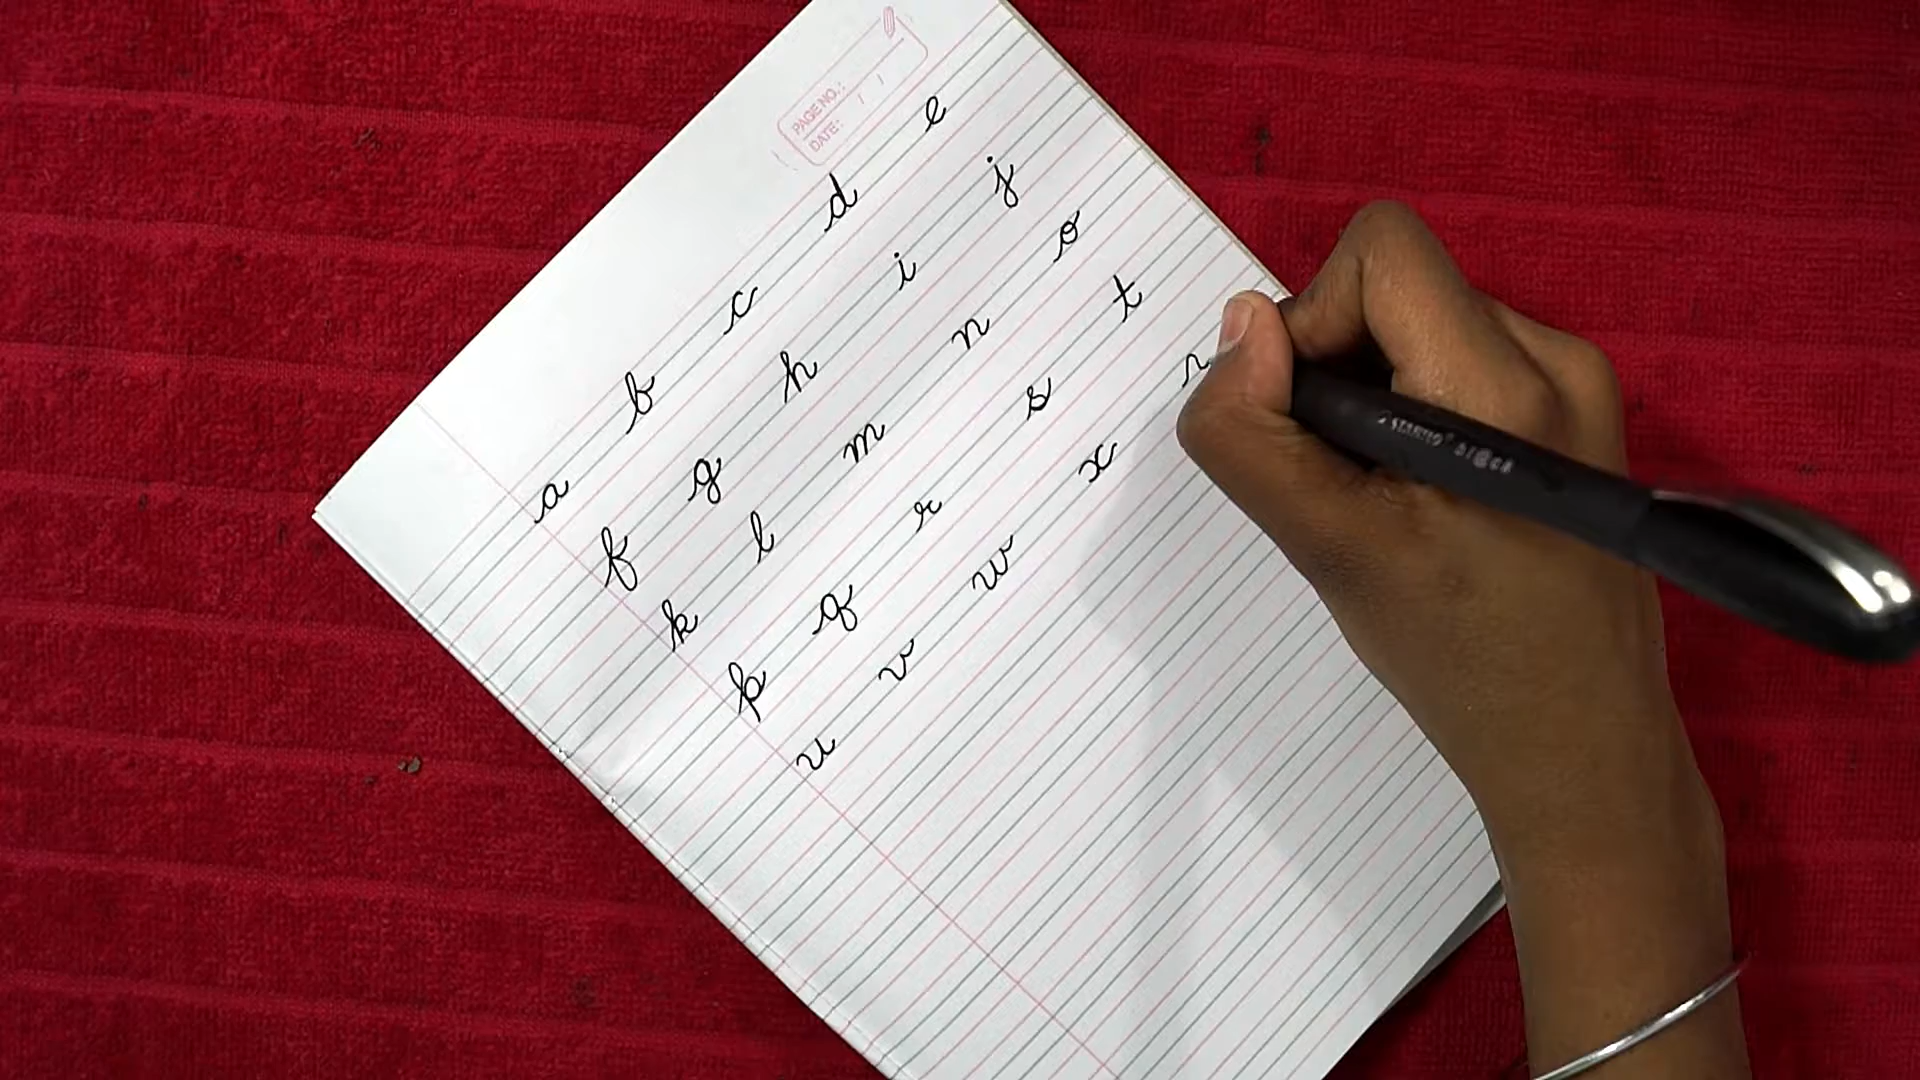 PAGE NO.:
DATE: / /
a b c d e
f g h i j
k l m n o
p q r s t
u v w x